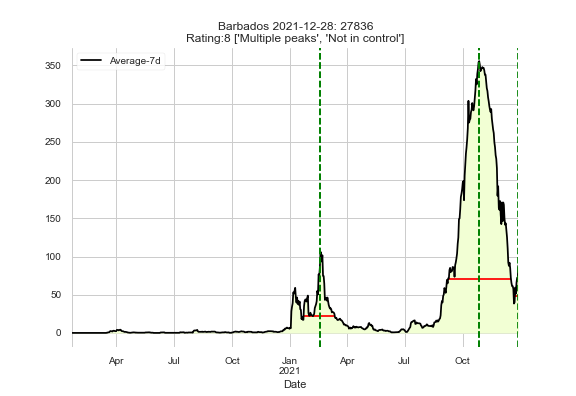 Barbados 2021-12-28: 27836
Rating:8 ['Multiple peaks', 'Not in control']
Average-7d
350
300
250
200
150
100
50
0
Apr Jul Oct Jan Apr Jul Oct
2021
Date